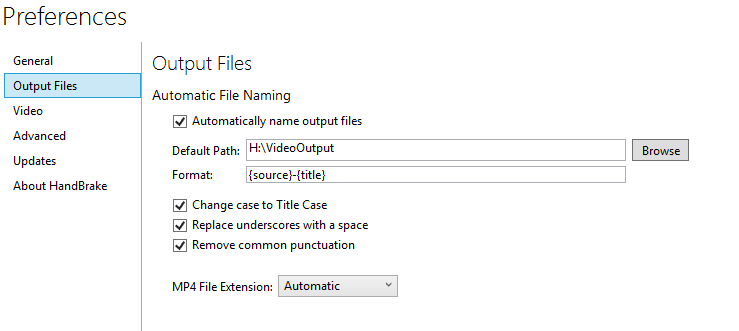 Preferences
General
Output Files
Video
Advanced
Updates
About HandBrake
Output Files
Automatic File Naming
Automatically name output files
Default Path: H:\VideoOutput Browse
Format: {source}-{title}
Change case to Title Case
Replace underscores with a space
Remove common punctuation
MP4 File Extension: Automatic